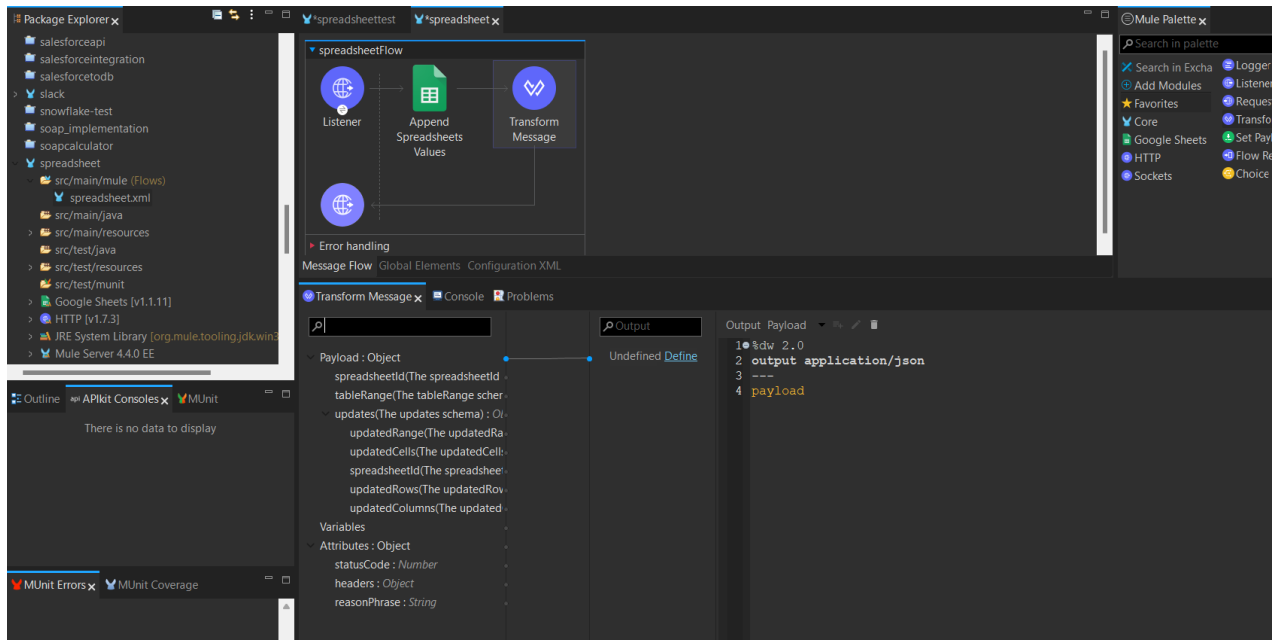 Package Explorer
salesforceapi
salesforceintegration
salesforcetodb
slack
snowflake-test
soap_implementation
soapcalculator
spreadsheet
src/main/mule (Flows)
spreadsheet.xml
src/main/java
src/main/resources
src/test/java
src/test/resources
src/test/munit
Google Sheets [v1.1.11]
HTTP [v1.7.3]
JRE System Library [org.mule.tooling.jdk.win3
Mule Server 4.4.0 EE
Outline api APIkit Consoles MUnit
There is no data to display
MUnit Errors MUnit Coverage
*spreadsheettest *spreadsheet
spreadsheetFlow
Listener
Append Spreadsheets Values
Transform Message
Error handling
Message Flow Global Elements Configuration XML
Transform Message Console Problems
Payload : Object
spreadsheetId(The spreadsheetId
tableRange(The tableRange scher
updates(The updates schema) : Ol
updatedRange(The updatedRa
updatedCells(The updatedCell
spreadsheetId(The spreadshee
updatedRows(The updatedRov
updatedColumns(The updated
Variables
Attributes : Object
statusCode : Number
headers : Object
reasonPhrase : String
Output
Undefined Define
Output Payload
1 %dw 2.0
2 output application/json
3 ---
4 payload
Mule Palette
Search in palette
Search in Excha
Add Modules
Favorites
Core
Google Sheets
HTTP
Sockets
Logger
Listener
Reques
Transfo
Set Payl
Flow Re
Choice